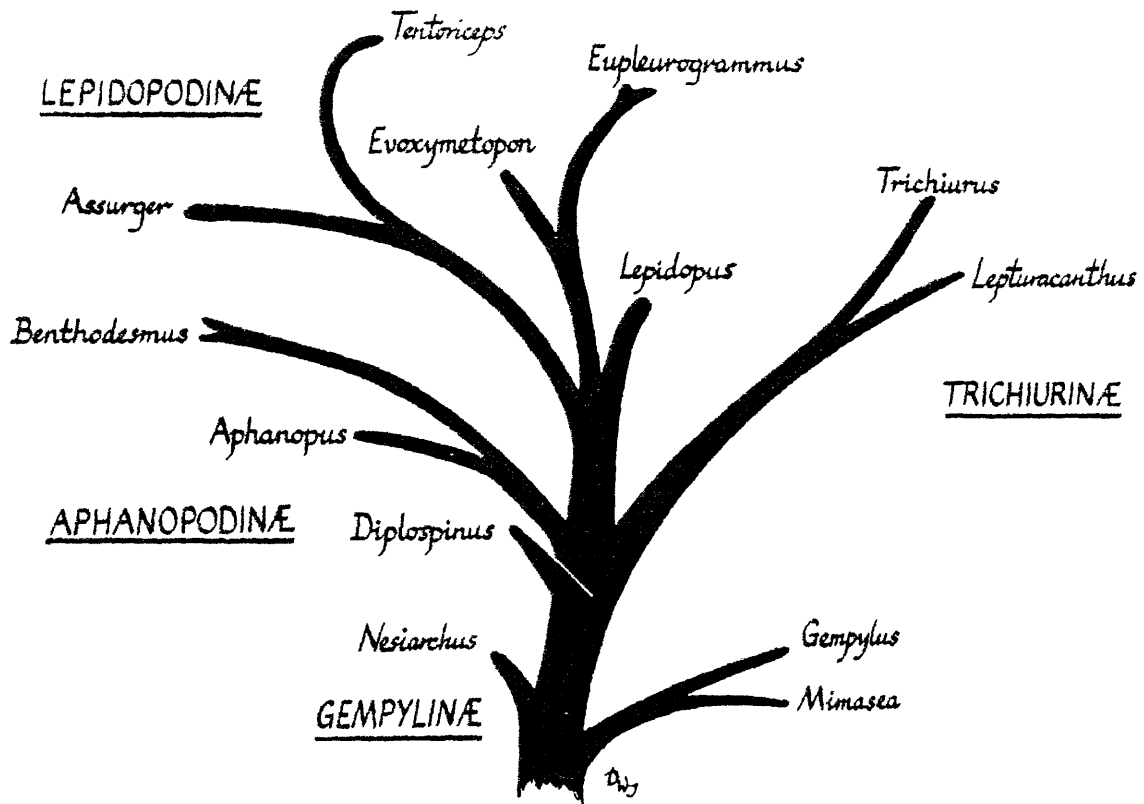 Tentoriceps
Eupleurogrammus
LEPIDOPODINÆ
Evoxymetopon
Trichiurus
Assurger
Lepidopus
Lepturacanthus
Benthodesmus
TRICHIURINÆ
Aphanopus
APHANOPODINÆ
Diplospinus
Nesiarchus
Gempylus
Mimasea
GEMPYLINÆ